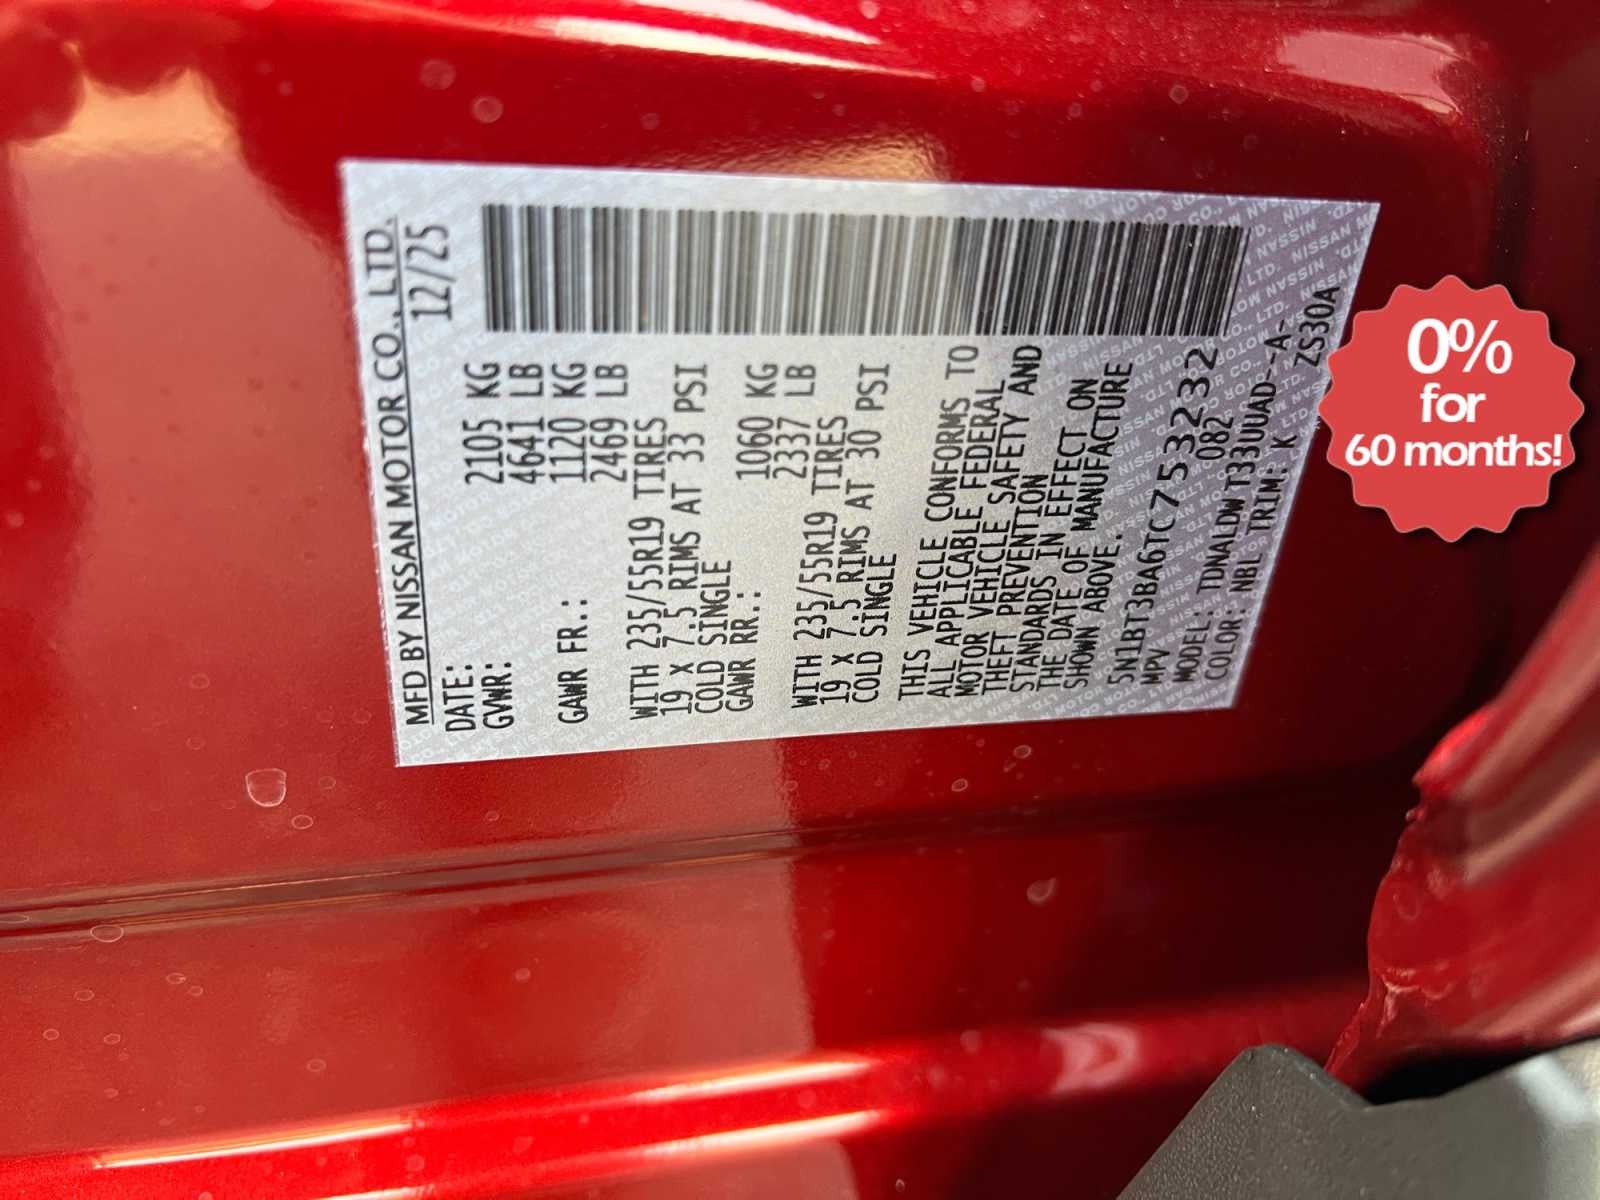 MFD BY NISSAN MOTOR CO., LTD.
DATE: 12/25
GVWR: 2105 KG
4641 LB
GAWR FR.: 1120 KG
2469 LB
WITH 235/55R19 TIRES
19 X 7.5 RIMS AT 33 PSI
COLD SINGLE
GAWR RR.: 1060 KG
2337 LB
WITH 235/55R19 TIRES
19 X 7.5 RIMS AT 30 PSI
COLD SINGLE
THIS VEHICLE CONFORMS TO
ALL APPLICABLE FEDERAL
MOTOR VEHICLE SAFETY AND
THEFT PREVENTION
STANDARDS IN EFFECT ON
THE DATE OF MANUFACTURE
SHOWN ABOVE.
5N1BT3BA6TC753232
MPV 082
MODEL: TDNALDW T33UUAD--A-
COLOR: NBL TRIM: K ZS30A
0%
for
60 months!